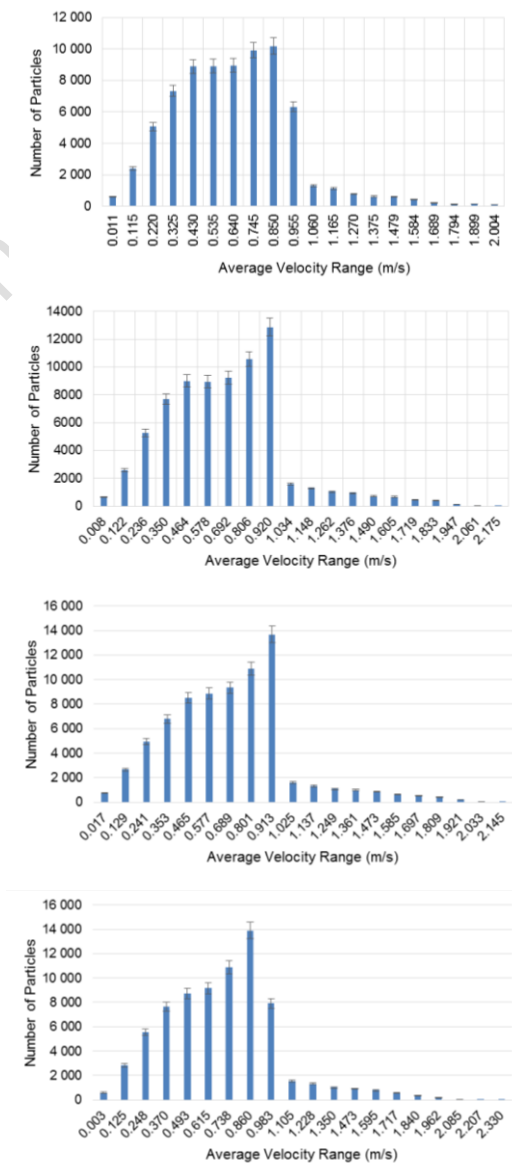 12 000
10 000
8 000
6 000
4 000
2 000
0
Number of Particles
0.011 0.115 0.220 0.325 0.430 0.535 0.640 0.745 0.850 0.955 1.060 1.165 1.270 1.375 1.479 1.584 1.689 1.794 1.899 2.004
Average Velocity Range (m/s)
14000
12000
10000
8000
6000
4000
2000
0
Number of Particles
0.008 0.122 0.236 0.350 0.464 0.578 0.692 0.806 0.920 1.034 1.148 1.262 1.376 1.490 1.605 1.719 1.833 1.947 2.061 2.175
Average Velocity Range (m/s)
16 000
14 000
12 000
10 000
8 000
6 000
4 000
2 000
0
Number of Particles
0.017 0.129 0.241 0.353 0.465 0.577 0.689 0.801 0.913 1.025 1.137 1.249 1.361 1.473 1.585 1.697 1.809 1.921 2.033 2.145
Average Velocity Range (m/s)
16 000
14 000
12 000
10 000
8 000
6 000
4 000
2 000
0
Number of Particles
0.003 0.125 0.248 0.370 0.493 0.615 0.738 0.860 0.983 1.105 1.228 1.350 1.473 1.595 1.717 1.840 1.962 2.085 2.207 2.330
Average Velocity Range (m/s)